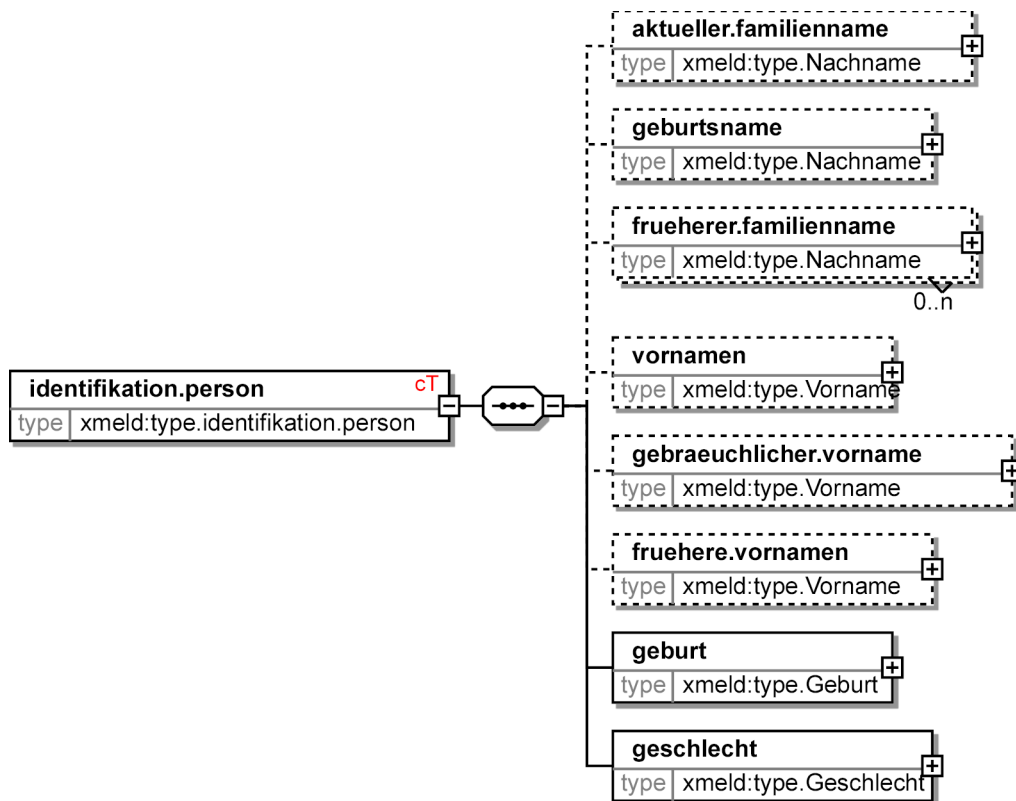 aktueller.familienname
type xmeld:type.Nachname
geburtsname
type xmeld:type.Nachname
frueherer.familienname
type xmeld:type.Nachname
0..n
vornamen
type xmeld:type.Vorname
identifikation.person cT
type xmeld:type.identifikation.person
gebraeuchlicher.vorname
type xmeld:type.Vorname
fruehere.vornamen
type xmeld:type.Vorname
geburt
type xmeld:type.Geburt
geschlecht
type xmeld:type.Geschlecht